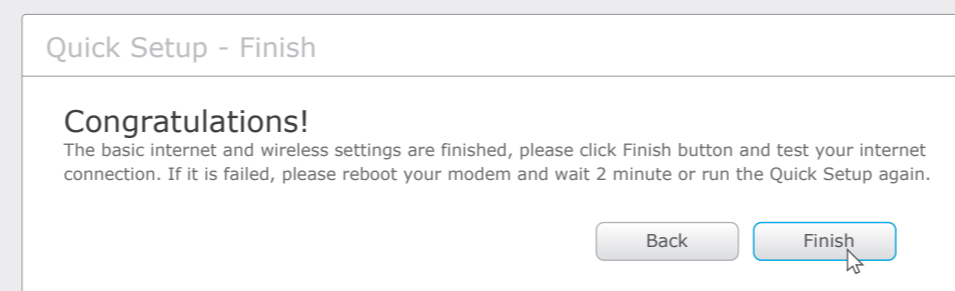 Quick Setup - Finish
Congratulations!
The basic internet and wireless settings are finished, please click Finish button and test your internet
connection. If it is failed, please reboot your modem and wait 2 minute or run the Quick Setup again.
Back
Finish